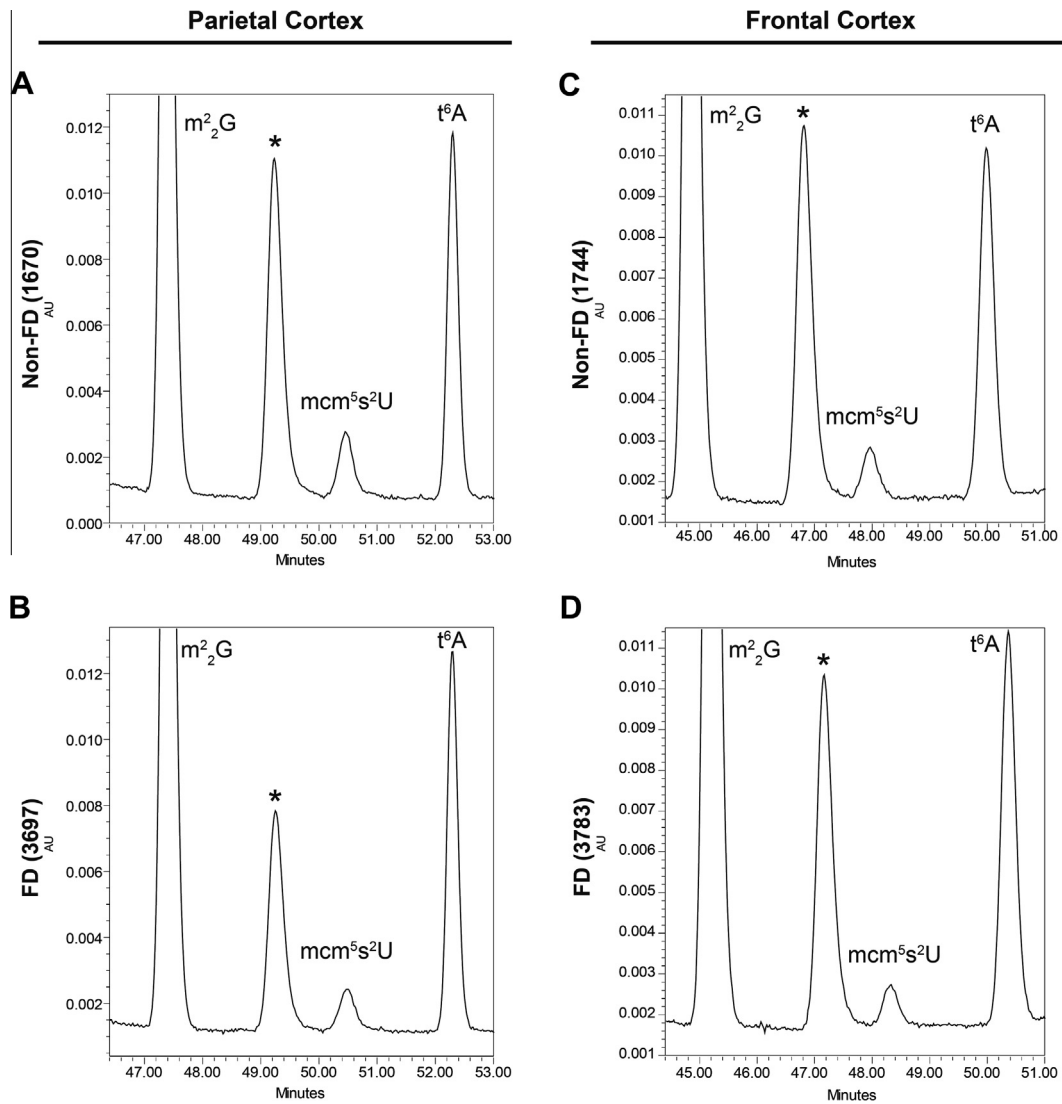 Parietal Cortex
Frontal Cortex
A
Non-FD (1670)
AU
0.012
0.010
0.008
0.006
0.004
0.002
0.000
m²₂G
*
mcm⁵s²U
t⁶A
47.00 48.00 49.00 50.00 51.00 52.00 53.00
Minutes
C
Non-FD (1744)
AU
0.011
0.010
0.009
0.008
0.007
0.006
0.005
0.004
0.003
0.002
0.001
m²₂G
*
mcm⁵s²U
t⁶A
45.00 46.00 47.00 48.00 49.00 50.00 51.00
Minutes
B
FD (3697)
AU
0.012
0.010
0.008
0.006
0.004
0.002
m²₂G
*
mcm⁵s²U
t⁶A
47.00 48.00 49.00 50.00 51.00 52.00 53.00
Minutes
D
FD (3783)
AU
0.011
0.010
0.009
0.008
0.007
0.006
0.005
0.004
0.003
0.002
0.001
m²₂G
*
mcm⁵s²U
t⁶A
45.00 46.00 47.00 48.00 49.00 50.00 51.00
Minutes